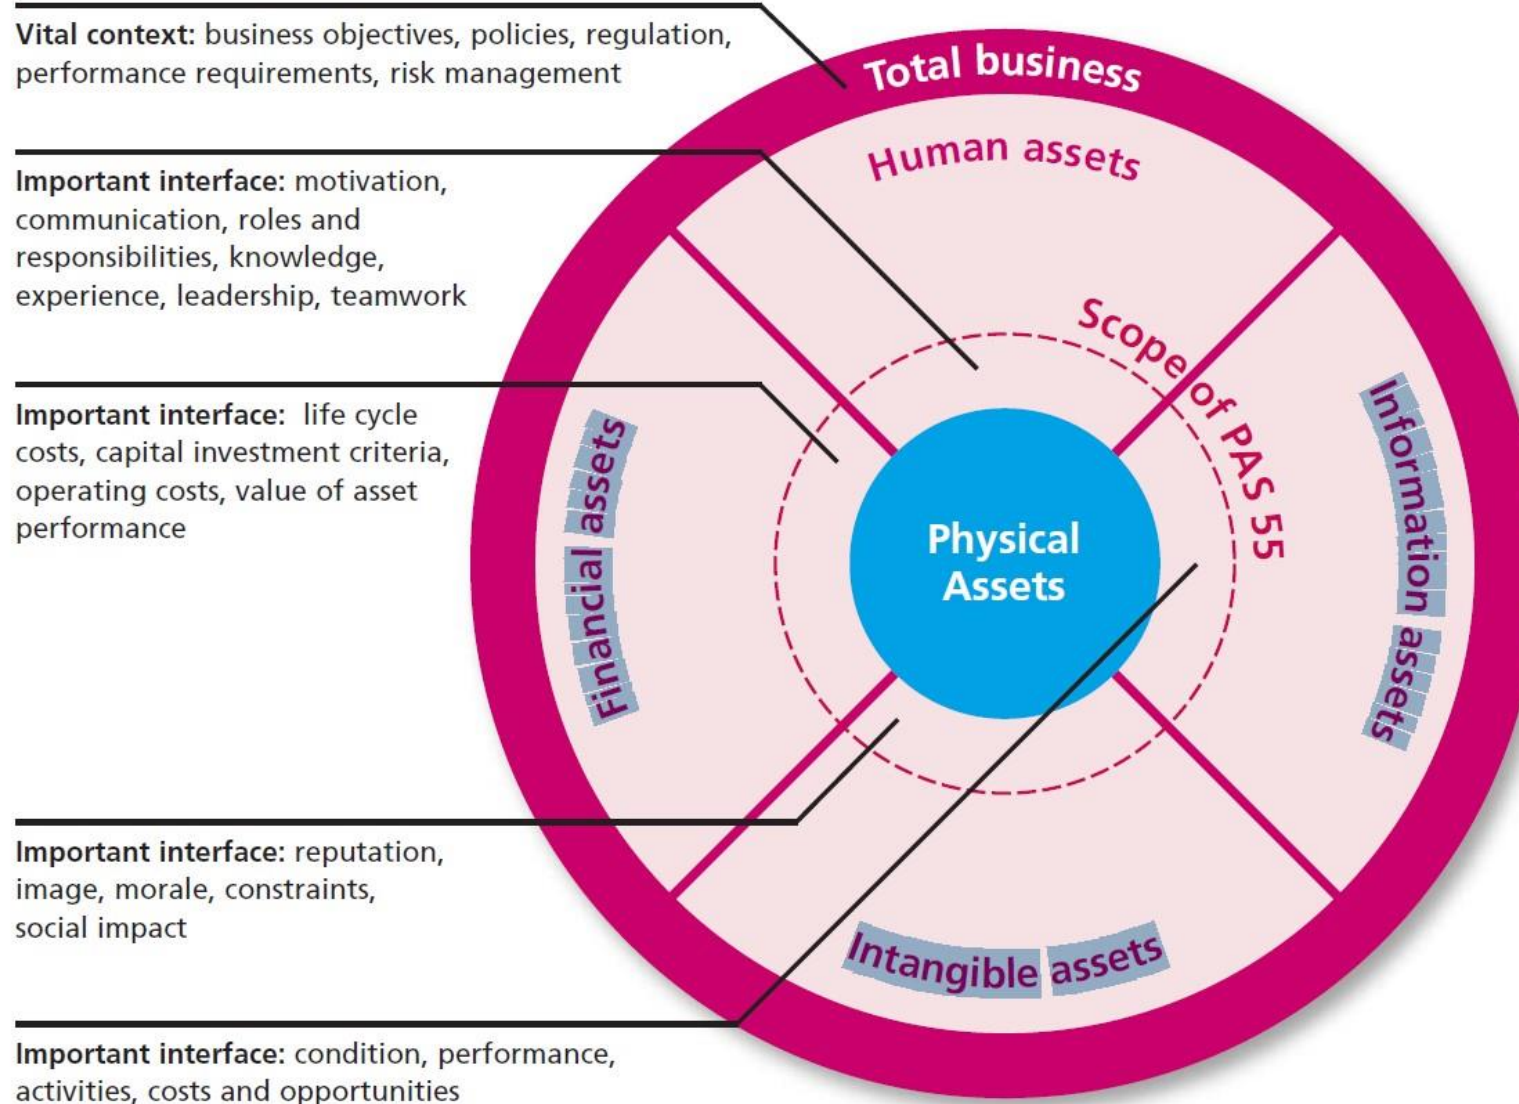 Vital context: business objectives, policies, regulation,
performance requirements, risk management
Important interface: motivation,
communication, roles and
responsibilities, knowledge,
experience, leadership, teamwork
Important interface: life cycle
costs, capital investment criteria,
operating costs, value of asset
performance
Important interface: reputation,
image, morale, constraints,
social impact
Important interface: condition, performance,
activities, costs and opportunities
Total business
Human assets
Scope of PAS 55
Financial assets
Physical
Assets
Information assets
Intangible assets